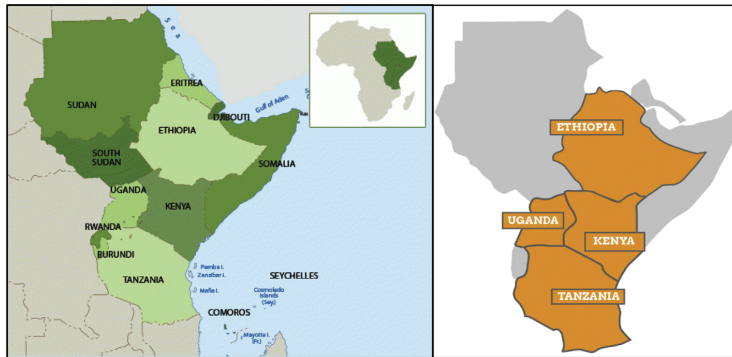 Sea
ERITREA
SUDAN
Gulf of Aden
DJIBOUTI
ETHIOPIA
SOUTH
SUDAN
SOMALIA
UGANDA
KENYA
RWANDA
BURUNDI
TANZANIA
Pemba I.
Zanzibar I.
Mafia I.
SEYCHELLES
Cosmoledo
Islands
(Sey.)
COMOROS
Mayotte I.
(Fr.)
ETHIOPIA
UGANDA
KENYA
TANZANIA